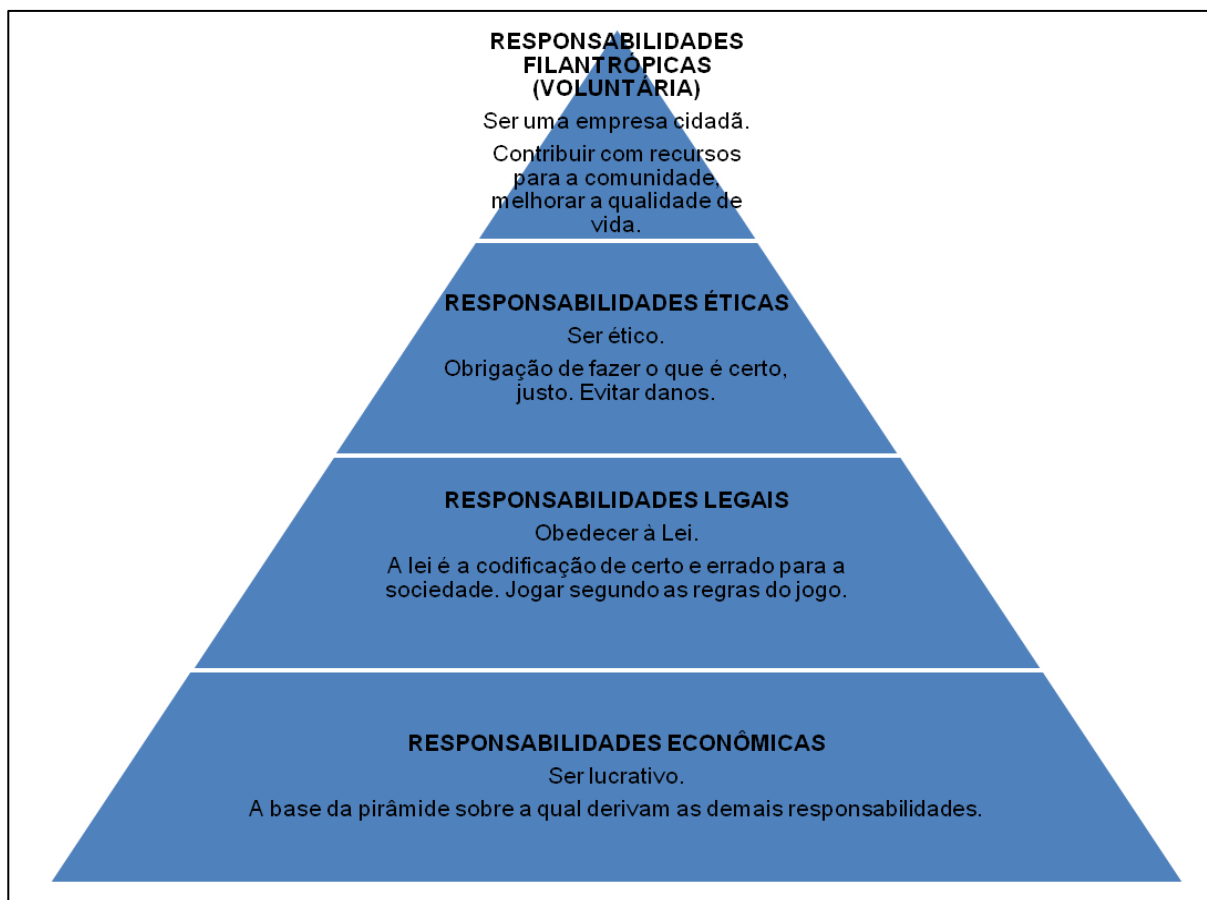 RESPONSABILIDADES
FILANTRÓPICAS
(VOLUNTÁRIA)
Ser uma empresa cidadã.
Contribuir com recursos
para a comunidade,
melhorar a qualidade de
vida.
RESPONSABILIDADES ÉTICAS
Ser ético.
Obrigação de fazer o que é certo,
justo. Evitar danos.
RESPONSABILIDADES LEGAIS
Obedecer à Lei.
A lei é a codificação de certo e errado para a
sociedade. Jogar segundo as regras do jogo.
RESPONSABILIDADES ECONÔMICAS
Ser lucrativo.
A base da pirâmide sobre a qual derivam as demais responsabilidades.